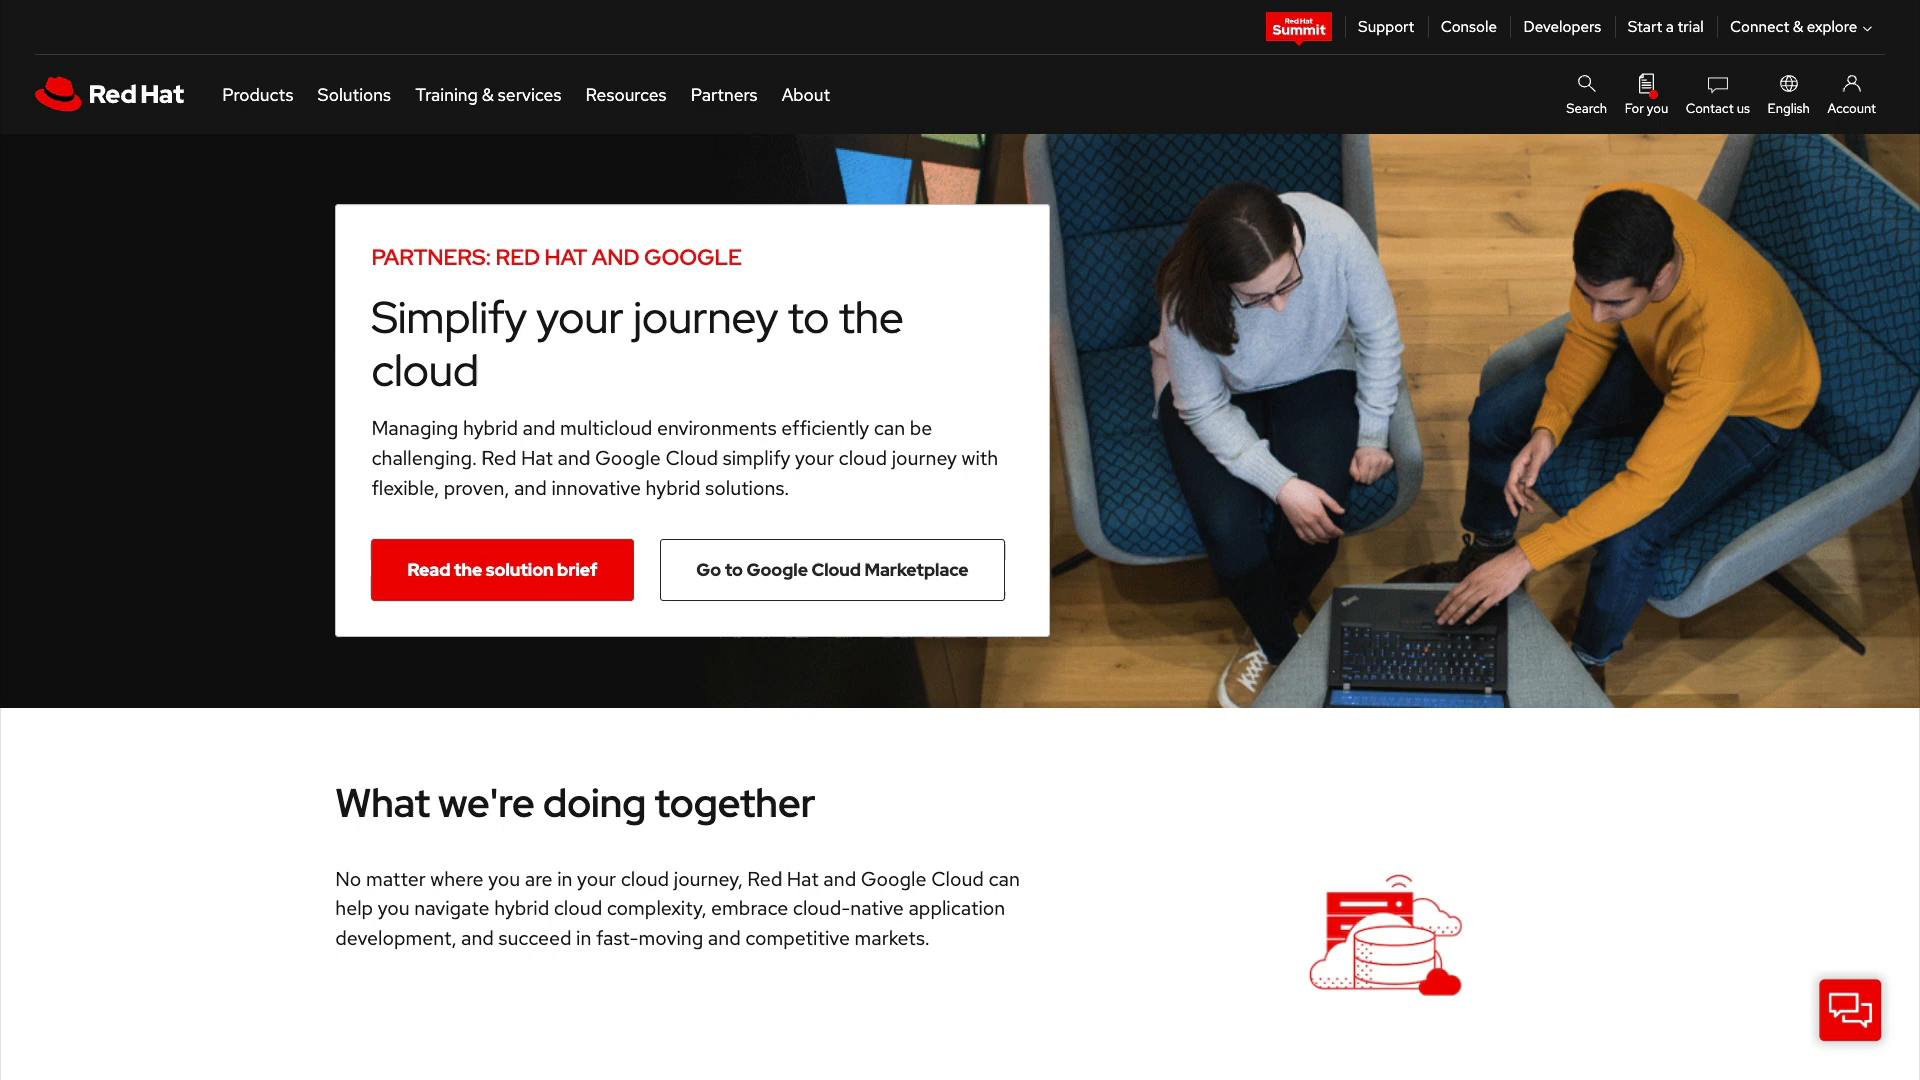 Red Hat
Summit
Support
Console
Developers
Start a trial
Connect & explore
Red Hat
Products
Solutions
Training & services
Resources
Partners
About
Search
For you
Contact us
English
Account
PARTNERS: RED HAT AND GOOGLE
Simplify your journey to the
cloud
Managing hybrid and multicloud environments efficiently can be
challenging. Red Hat and Google Cloud simplify your cloud journey with
flexible, proven, and innovative hybrid solutions.
Read the solution brief
Go to Google Cloud Marketplace
What we're doing together
No matter where you are in your cloud journey, Red Hat and Google Cloud can
help you navigate hybrid cloud complexity, embrace cloud-native application
development, and succeed in fast-moving and competitive markets.